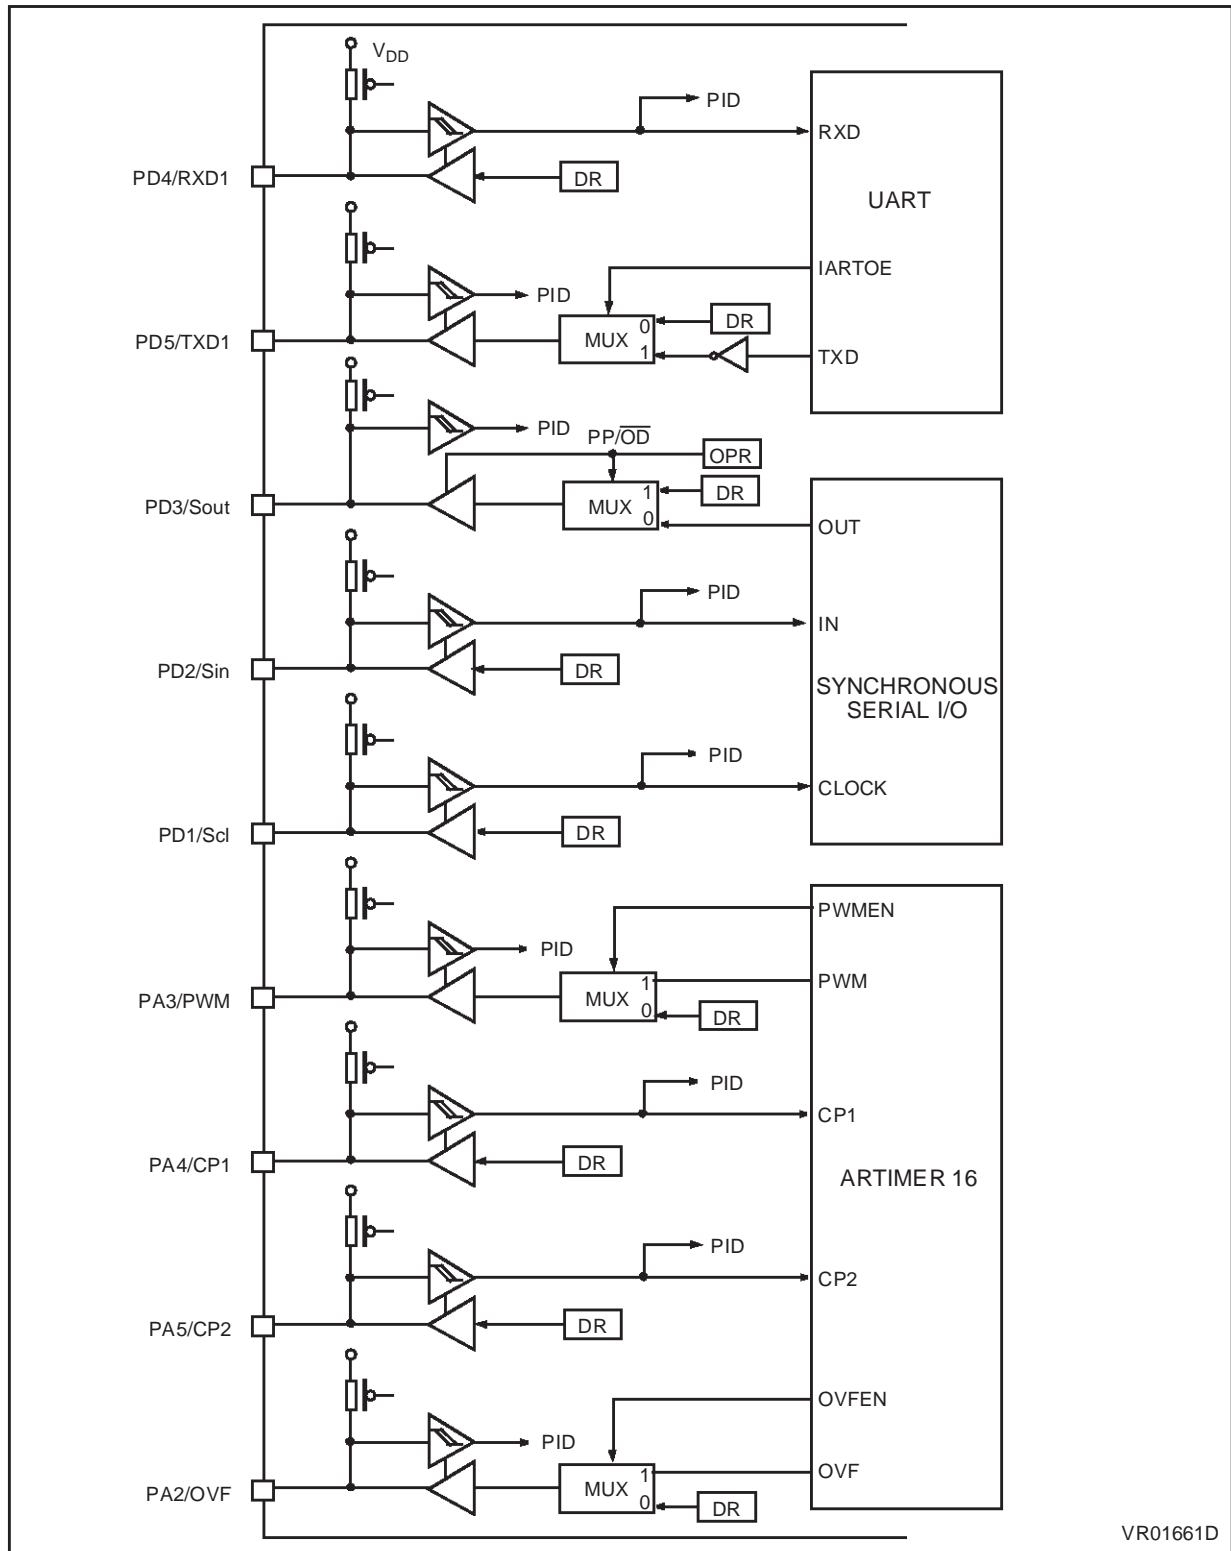 VDD
PID
RXD
PD4/RXD1
DR
UART
IARTOE
PID
DR
PD5/TXD1
MUX
0
1
TXD
PID
PP/OD
OPR
PD3/Sout
MUX
1
0
DR
OUT
PID
IN
PD2/Sin
DR
SYNCHRONOUS
SERIAL I/O
PID
CLOCK
PD1/Scl
DR
PWMEN
PID
PA3/PWM
MUX
1
0
PWM
DR
PID
CP1
PA4/CP1
DR
ARTIMER 16
PID
CP2
PA5/CP2
DR
OVFEN
PID
PA2/OVF
MUX
1
0
OVF
DR
VR01661D